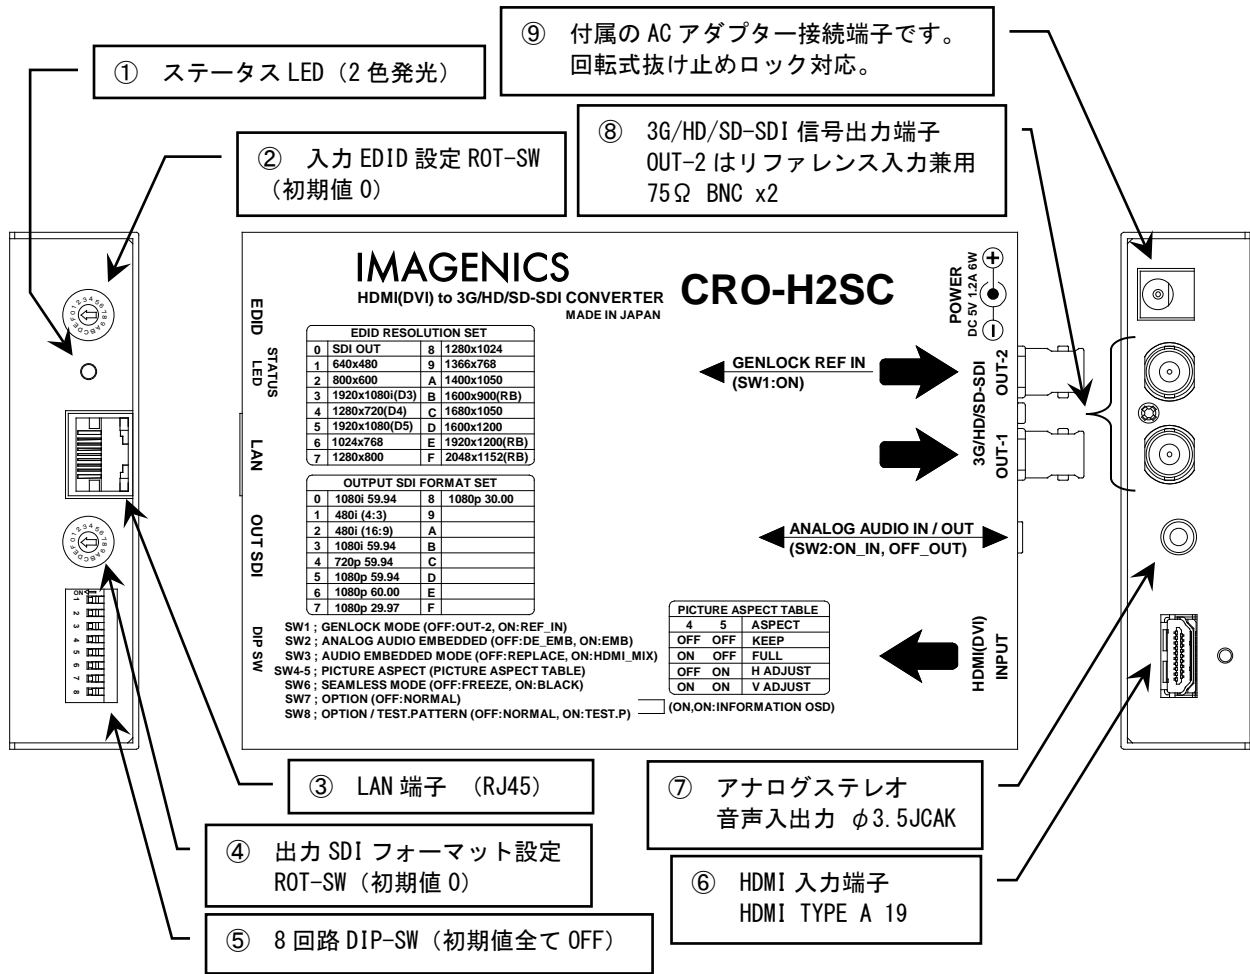 ① ステータス LED（2 色発光）
② 入力 EDID 設定 ROT-SW
（初期値 0）
⑨ 付属の AC アダプター接続端子です。
回転式抜け止めロック対応。
⑧ 3G/HD/SD-SDI 信号出力端子
OUT-2 はリファレンス入力兼用
75Ω BNC x2
IMAGENICS
HDMI(DVI) to 3G/HD/SD-SDI CONVERTER
MADE IN JAPAN
CRO-H2SC
POWER
DC 5V 1.2A 6W
EDID
STATUS
LED
LAN
OUT SDI
DIP SW
EDID RESOLUTION SET
0 SDI OUT 8 1280x1024
1 640x480 9 1366x768
2 800x600 A 1400x1050
3 1920x1080i(D3) B 1600x900(RB)
4 1280x720(D4) C 1680x1050
5 1920x1080(D5) D 1600x1200
6 1024x768 E 1920x1200(RB)
7 1280x800 F 2048x1152(RB)
OUTPUT SDI FORMAT SET
0 1080i 59.94 8 1080p 30.00
1 480i (4:3) 9
2 480i (16:9) A
3 1080i 59.94 B
4 720p 59.94 C
5 1080p 59.94 D
6 1080p 60.00 E
7 1080p 29.97 F
SW1 ; GENLOCK MODE (OFF:OUT-2, ON:REF_IN)
SW2 ; ANALOG AUDIO EMBEDDED (OFF:DE_EMB, ON:EMB)
SW3 ; AUDIO EMBEDDED MODE (OFF:REPLACE, ON:HDMI_MIX)
SW4-5 ; PICTURE ASPECT (PICTURE ASPECT TABLE)
SW6 ; SEAMLESS MODE (OFF:FREEZE, ON:BLACK)
SW7 ; OPTION (OFF:NORMAL)
SW8 ; OPTION / TEST.PATTERN (OFF:NORMAL, ON:TEST.P)
(ON,ON:INFORMATION OSD)
GENLOCK REF IN
(SW1:ON)
3G/HD/SD-SDI
OUT-1 OUT-2
ANALOG AUDIO IN / OUT
(SW2:ON_IN, OFF_OUT)
PICTURE ASPECT TABLE
4 5 ASPECT
OFF OFF KEEP
ON OFF FULL
OFF ON H ADJUST
ON ON V ADJUST
HDMI(DVI)
INPUT
ON
1
2
3
4
5
6
7
8
③ LAN 端子 （RJ45）
④ 出力 SDI フォーマット設定
ROT-SW（初期値 0）
⑤ 8 回路 DIP-SW（初期値全て OFF）
⑦ アナログステレオ
音声入出力 φ3.5JCAK
⑥ HDMI 入力端子
HDMI TYPE A 19